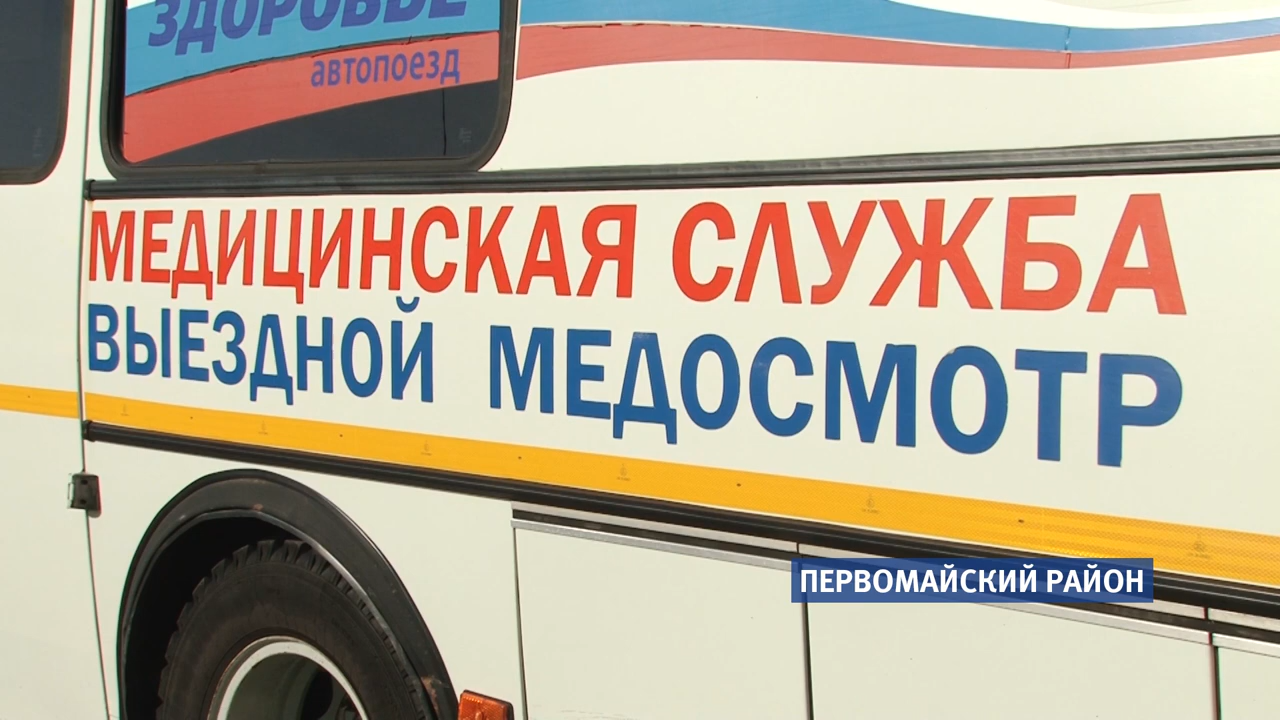 ЗДОРОВЬЕ
автопоезд
МЕДИЦИНСКАЯ СЛУЖБА
ВЫЕЗДНОЙ МЕДОСМОТР
ПЕРВОМАЙСКИЙ РАЙОН